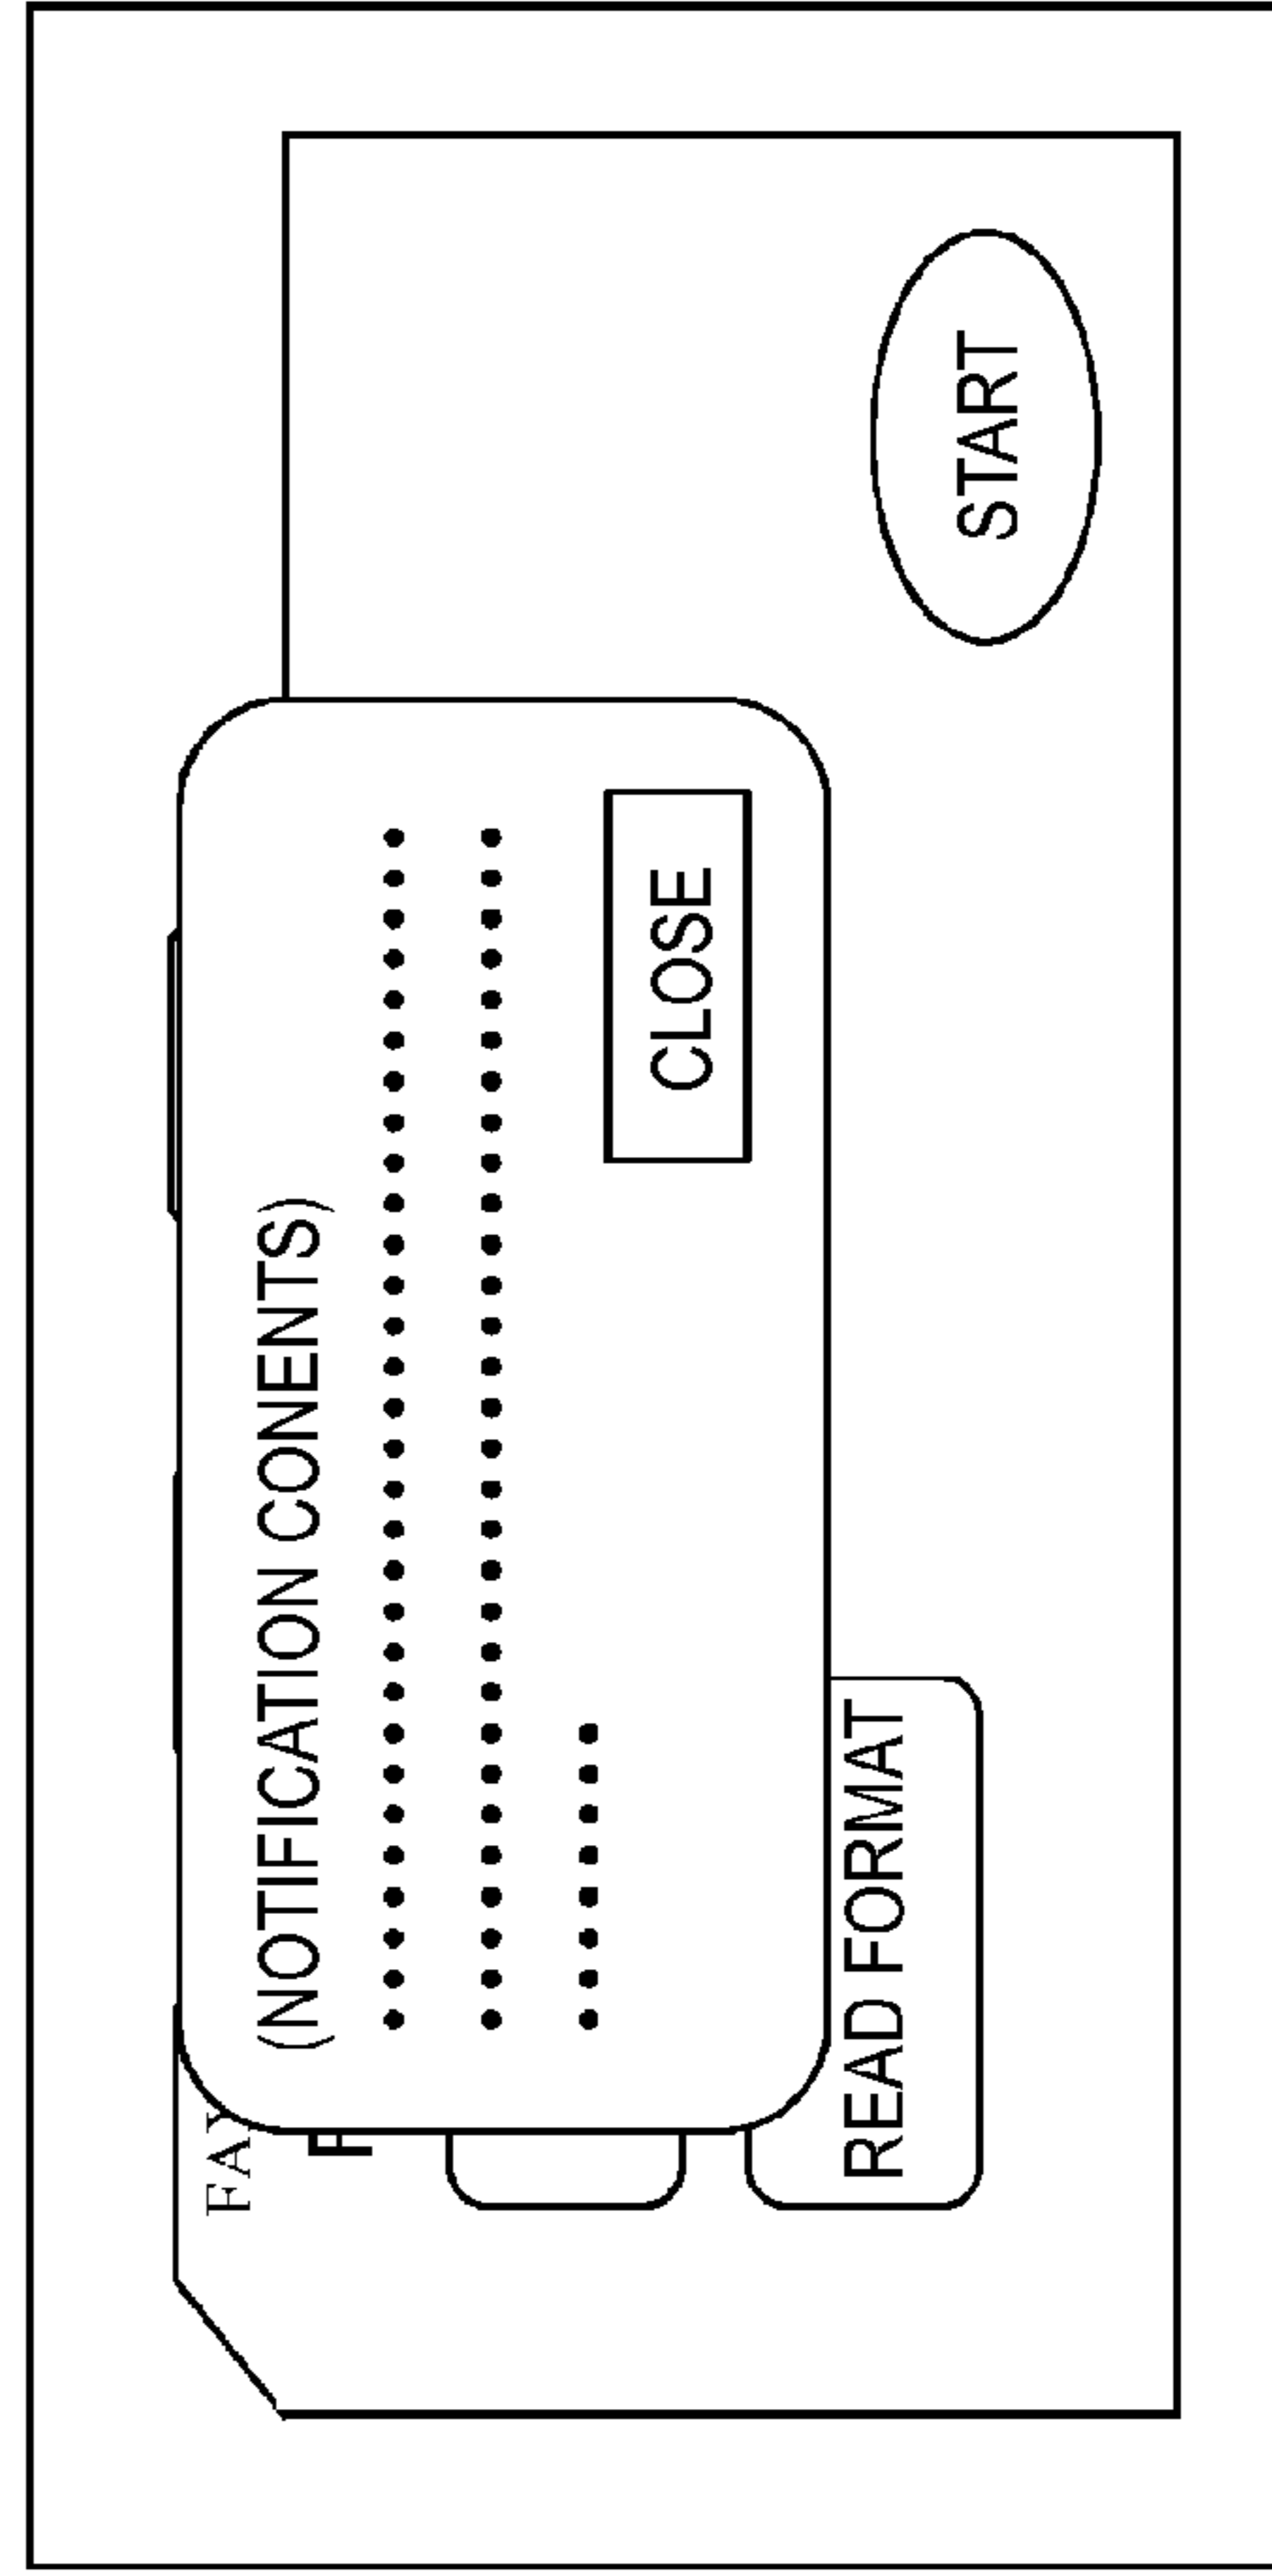 (NOTIFICATION CONENTS)
CLOSE
READ FORMAT
START